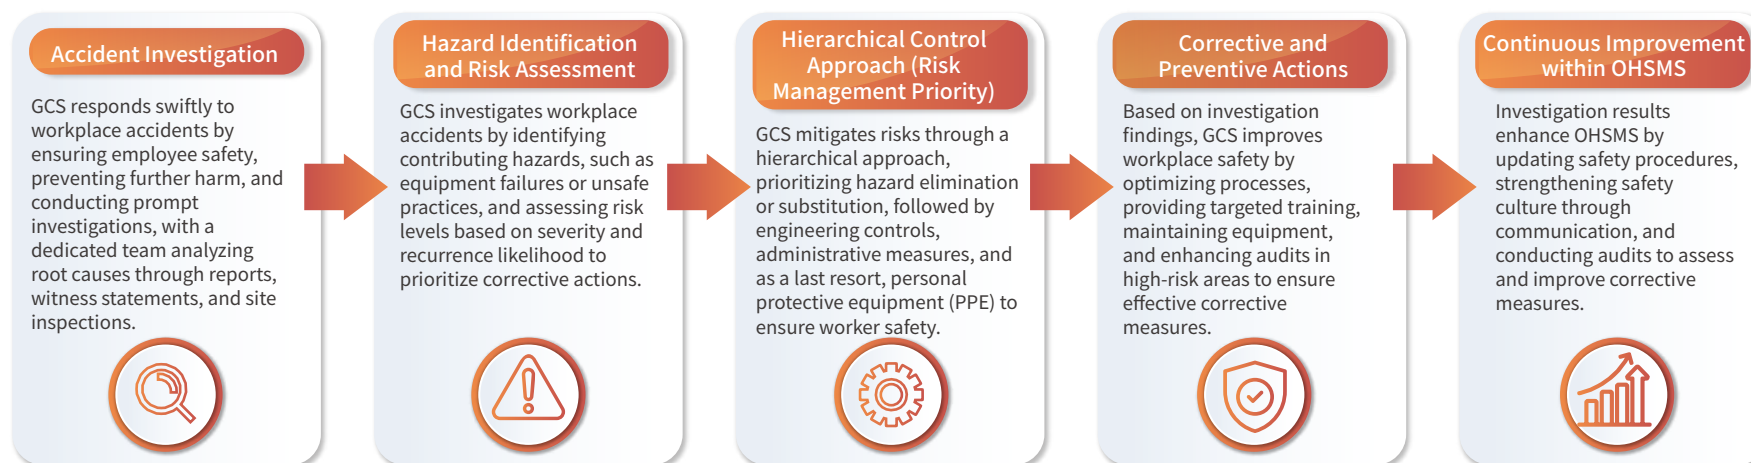 Accident Investigation
GCS responds swiftly to
workplace accidents by
ensuring employee safety,
preventing further harm, and
conducting prompt
investigations, with a
dedicated team analyzing
root causes through reports,
witness statements, and site
inspections.
Hazard Identification
and Risk Assessment
GCS investigates workplace
accidents by identifying
contributing hazards, such as
equipment failures or unsafe
practices, and assessing risk
levels based on severity and
recurrence likelihood to
prioritize corrective actions.
Hierarchical Control
Approach (Risk
Management Priority)
GCS mitigates risks through a
hierarchical approach,
prioritizing hazard elimination
or substitution, followed by
engineering controls,
administrative measures, and
as a last resort, personal
protective equipment (PPE) to
ensure worker safety.
Corrective and
Preventive Actions
Based on investigation
findings, GCS improves
workplace safety by
optimizing processes,
providing targeted training,
maintaining equipment,
and enhancing audits in
high-risk areas to ensure
effective corrective
measures.
Continuous Improvement
within OHSMS
Investigation results
enhance OHSMS by
updating safety procedures,
strengthening safety
culture through
communication, and
conducting audits to assess
and improve corrective
measures.